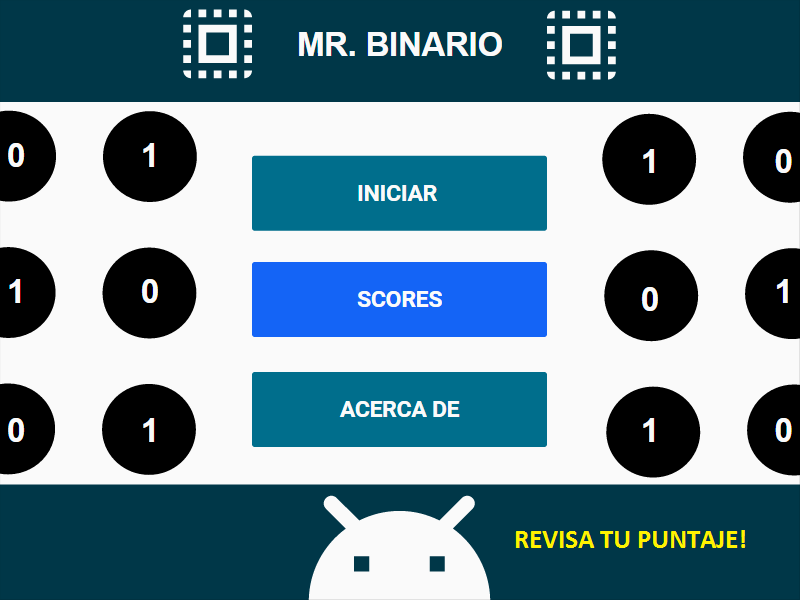 MR. BINARIO
0 1 1 0
INICIAR
1 0 0 1
SCORES
0 1 1 0
ACERCA DE
REVISA TU PUNTAJE!